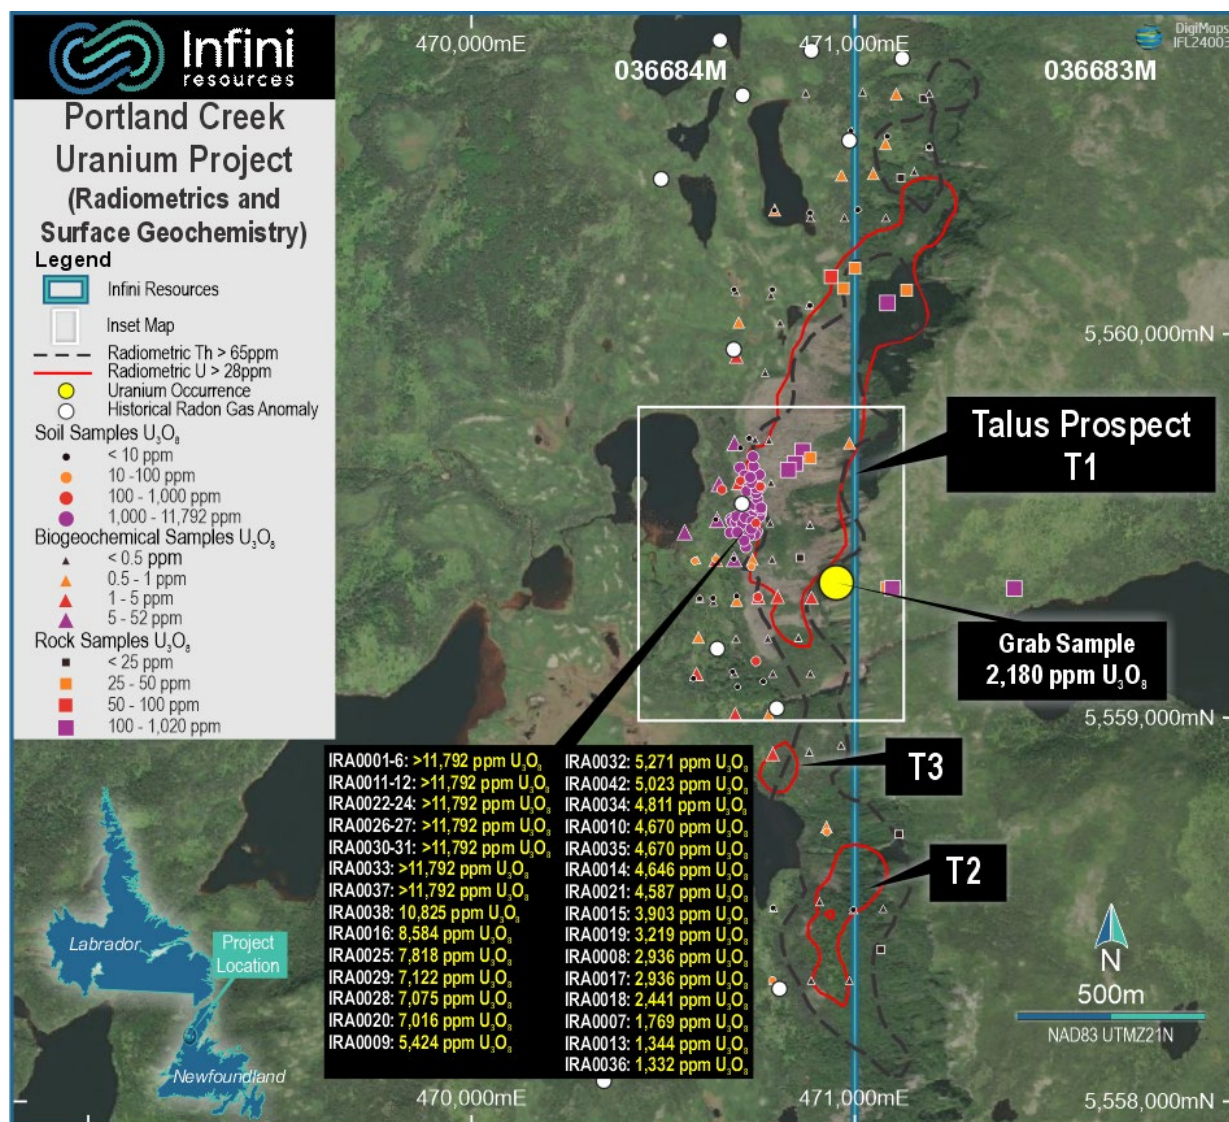 Infini
resources
Portland Creek
Uranium Project
(Radiometrics and
Surface Geochemistry)
Legend
Infini Resources
Inset Map
Radiometric Th > 65ppm
Radiometric U > 28ppm
Uranium Occurrence
Historical Radon Gas Anomaly
Soil Samples U₃O₈
< 10 ppm
10 -100 ppm
100 - 1,000 ppm
1,000 - 11,792 ppm
Biogeochemical Samples U₃O₈
< 0.5 ppm
0.5 - 1 ppm
1 - 5 ppm
5 - 52 ppm
Rock Samples U₃O₈
< 25 ppm
25 - 50 ppm
50 - 100 ppm
100 - 1,020 ppm
470,000mE
471,000mE
DigiMaps
IFL24003
036684M
036683M
5,560,000mN
Talus Prospect
T1
Grab Sample
2,180 ppm U₃O₈
5,559,000mN
T3
T2
IRA0001-6: >11,792 ppm U₃O₈
IRA0011-12: >11,792 ppm U₃O₈
IRA0022-24: >11,792 ppm U₃O₈
IRA0026-27: >11,792 ppm U₃O₈
IRA0030-31: >11,792 ppm U₃O₈
IRA0033: >11,792 ppm U₃O₈
IRA0037: >11,792 ppm U₃O₈
IRA0038: 10,825 ppm U₃O₈
IRA0016: 8,584 ppm U₃O₈
IRA0025: 7,818 ppm U₃O₈
IRA0029: 7,122 ppm U₃O₈
IRA0028: 7,075 ppm U₃O₈
IRA0020: 7,016 ppm U₃O₈
IRA0009: 5,424 ppm U₃O₈
IRA0032: 5,271 ppm U₃O₈
IRA0042: 5,023 ppm U₃O₈
IRA0034: 4,811 ppm U₃O₈
IRA0010: 4,670 ppm U₃O₈
IRA0035: 4,670 ppm U₃O₈
IRA0014: 4,646 ppm U₃O₈
IRA0021: 4,587 ppm U₃O₈
IRA0015: 3,903 ppm U₃O₈
IRA0019: 3,219 ppm U₃O₈
IRA0008: 2,936 ppm U₃O₈
IRA0017: 2,936 ppm U₃O₈
IRA0018: 2,441 ppm U₃O₈
IRA0007: 1,769 ppm U₃O₈
IRA0013: 1,344 ppm U₃O₈
IRA0036: 1,332 ppm U₃O₈
Labrador
Project
Location
Newfoundland
N
500m
NAD83 UTMZ21N
470,000mE
471,000mE
5,558,000mN